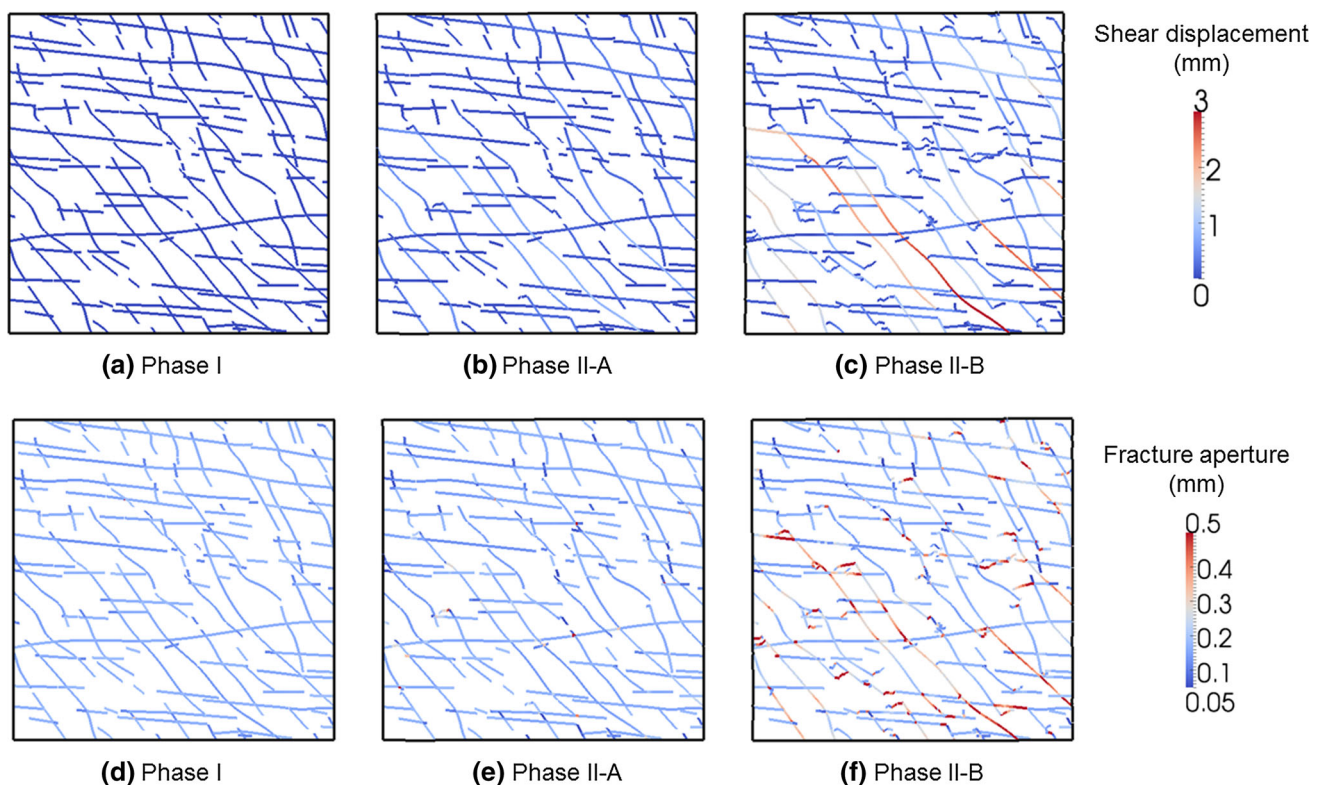 Shear displacement
(mm)
3
2
1
0
(a) Phase I
(b) Phase II-A
(c) Phase II-B
Fracture aperture
(mm)
0.5
0.4
0.3
0.2
0.1
0.05
(d) Phase I
(e) Phase II-A
(f) Phase II-B